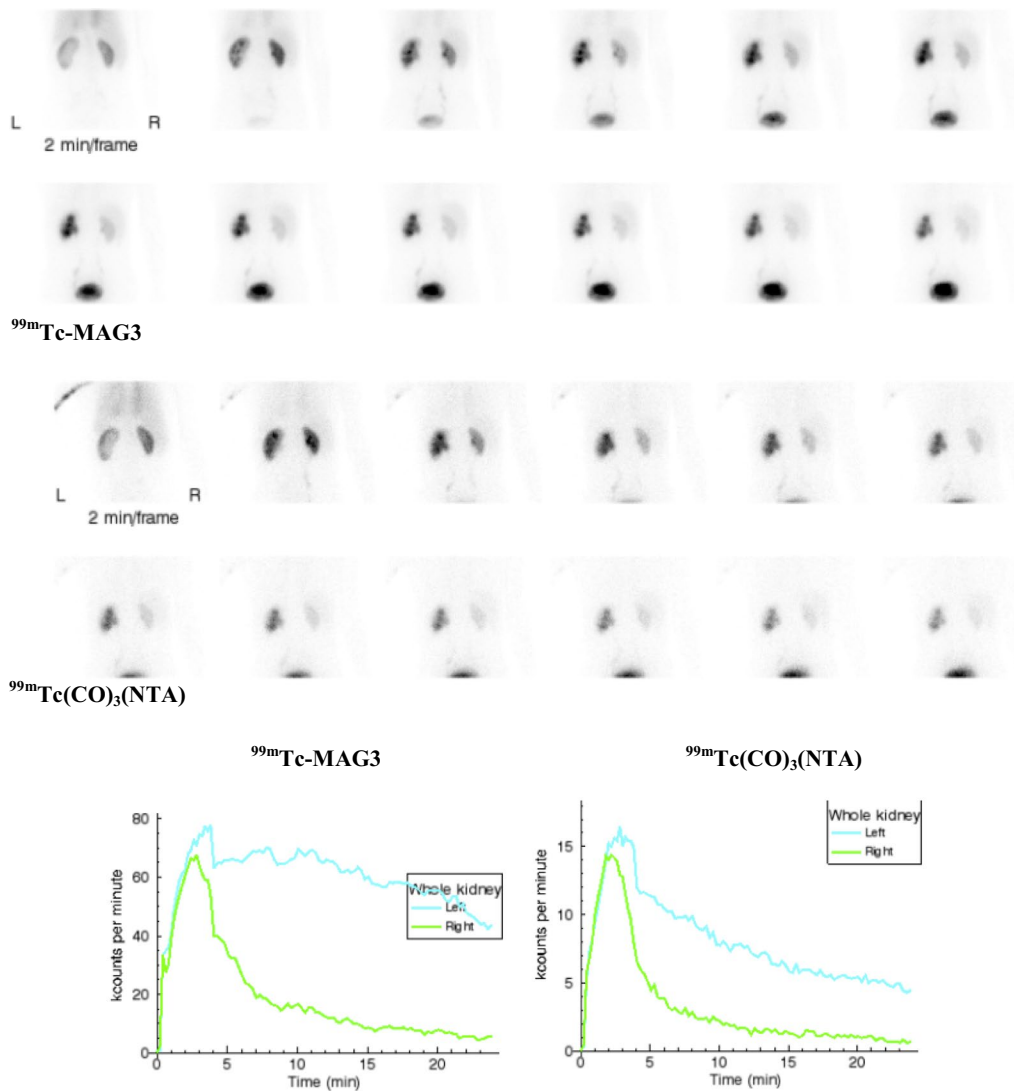 L R
2 min/frame
99mTc-MAG3
L R
2 min/frame
99mTc(CO)3(NTA)
99mTc-MAG3 99mTc(CO)3(NTA)
80
60
40
20
0
0 5 10 15 20
kcounts per minute
Time (min)
Whole kidney
Left
Right
15
10
5
0
0 5 10 15 20
kcounts per minute
Time (min)
Whole kidney
Left
Right